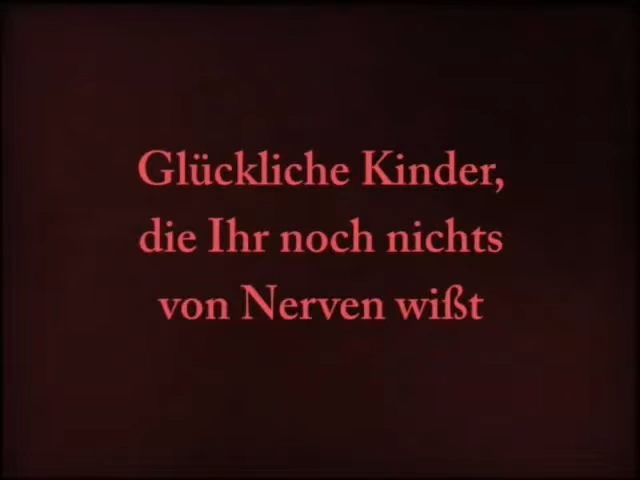 Glückliche Kinder,
die Ihr noch nichts
von Nerven wißt